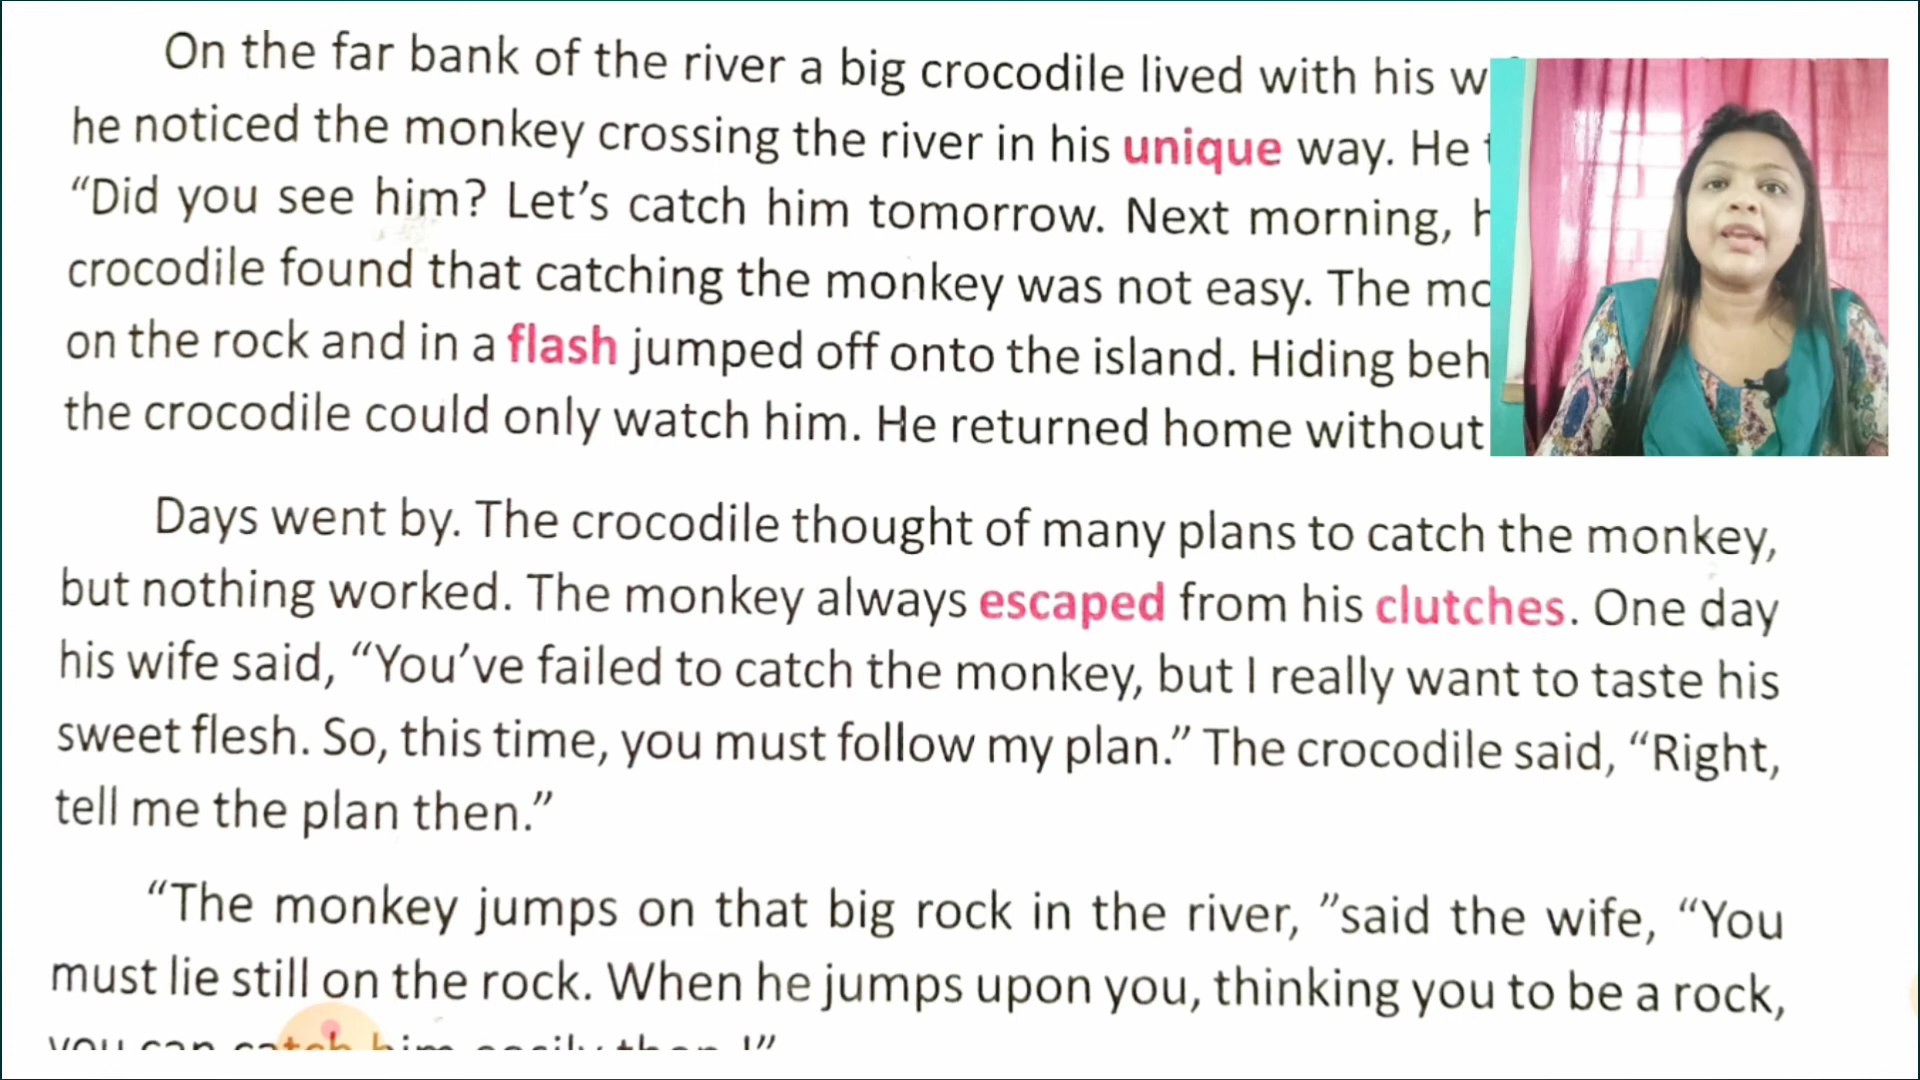 On the far bank of the river a big crocodile lived with his
he noticed the monkey crossing the river in his unique way. He
“Did you see him? Let’s catch him tomorrow. Next morning,
crocodile found that catching the monkey was not easy. The
on the rock and in a flash jumped off onto the island. Hiding
the crocodile could only watch him. He returned home without
Days went by. The crocodile thought of many plans to catch the monkey,
but nothing worked. The monkey always escaped from his clutches. One day
his wife said, “You’ve failed to catch the monkey, but I really want to taste his
sweet flesh. So, this time, you must follow my plan.” The crocodile said, “Right,
tell me the plan then.”
“The monkey jumps on that big rock in the river, ”said the wife, “You
must lie still on the rock. When he jumps upon you, thinking you to be a rock,
you can catch him easily then !”